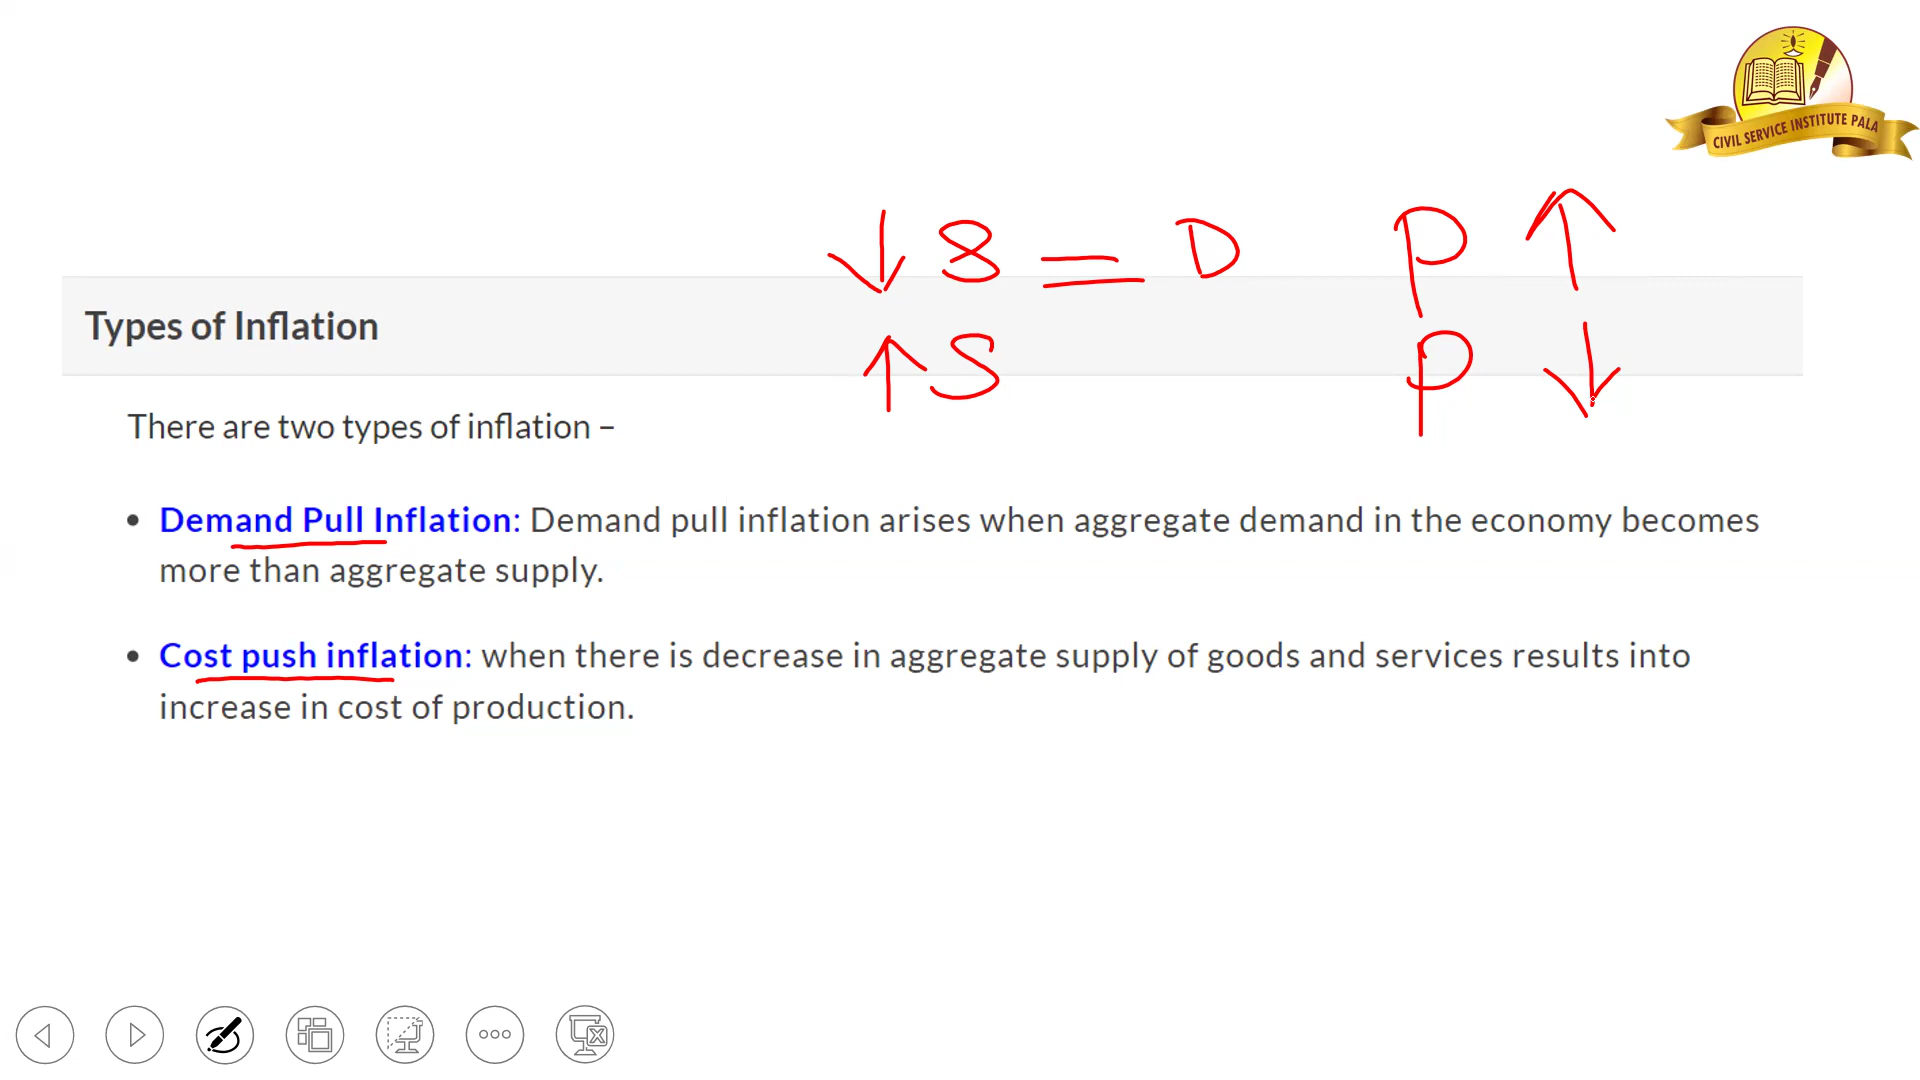 CIVIL SERVICE INSTITUTE PALA
↓ S = D P ↑
Types of Inflation
↑ S P ↓
There are two types of inflation –
• Demand Pull Inflation: Demand pull inflation arises when aggregate demand in the economy becomes
more than aggregate supply.
• Cost push inflation: when there is decrease in aggregate supply of goods and services results into
increase in cost of production.